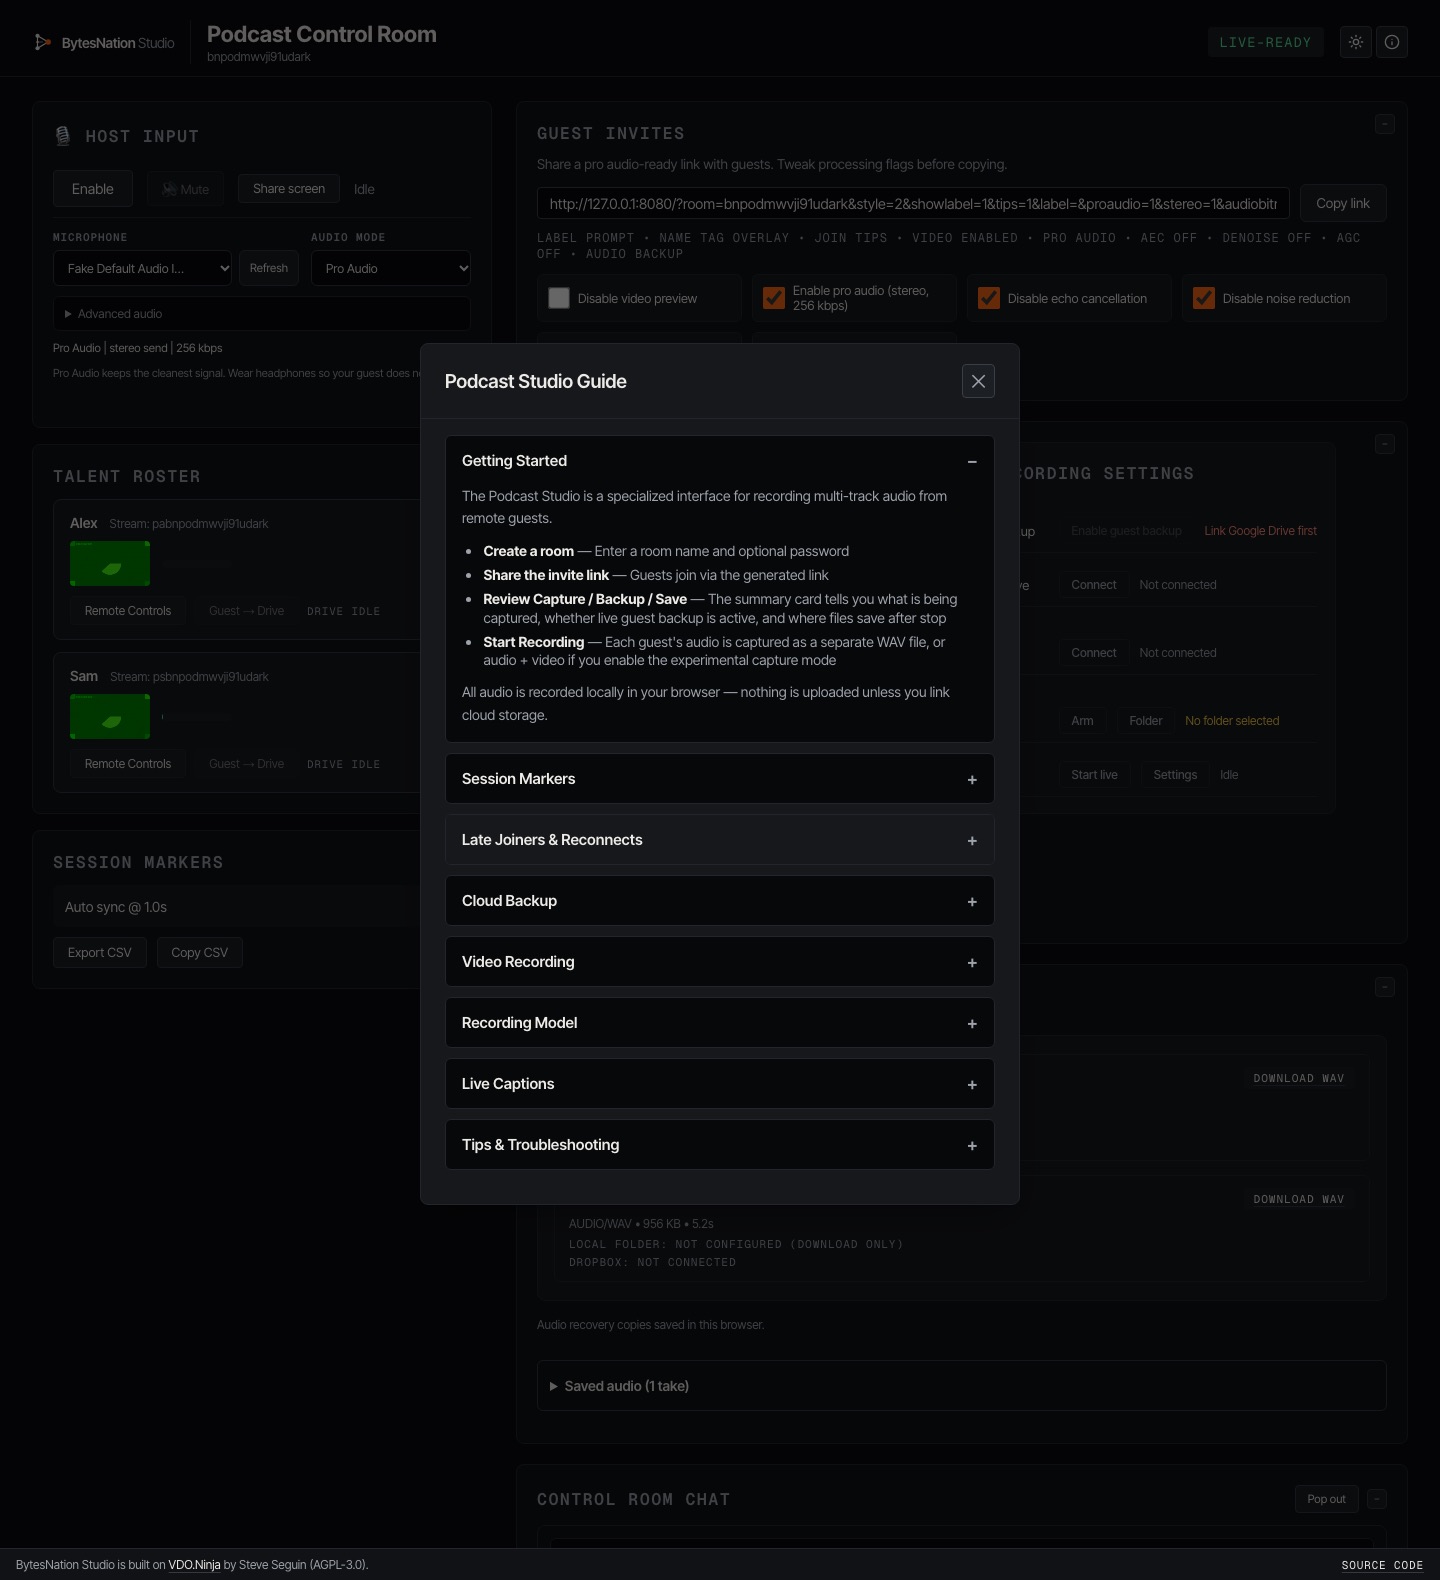 BytesNation Studio
Podcast Control Room
bnpodmwvji91udark
LIVE-READY
HOST INPUT
Enable
Mute
Share screen
Idle
MICROPHONE
AUDIO MODE
Fake Default Audio I...
Refresh
Pro Audio
Advanced audio
Pro Audio | stereo send | 256 kbps
Pro Audio keeps the cleanest signal. Wear headphones so your guest does
TALENT ROSTER
Alex Stream: pabnpodmwvji91udark
Remote Controls
Guest → Drive
DRIVE IDLE
Sam Stream: psbnpodmwvji91udark
Remote Controls
Guest → Drive
DRIVE IDLE
SESSION MARKERS
Auto sync @ 1.0s
Export CSV
Copy CSV
GUEST INVITES
Share a pro audio-ready link with guests. Tweak processing flags before copying.
http://127.0.0.1:8080/?room=bnpodmwvji91udark&style=2&showlabel=1&tips=1&label=&proaudio=1&stereo=1&audiobitr
Copy link
LABEL PROMPT • NAME TAG OVERLAY • JOIN TIPS • VIDEO ENABLED • PRO AUDIO • AEC OFF • DENOISE OFF • AGC
OFF • AUDIO BACKUP
Disable video preview
Enable pro audio (stereo,
256 kbps)
Disable echo cancellation
Disable noise reduction
Podcast Studio Guide
Getting Started
The Podcast Studio is a specialized interface for recording multi-track audio from
remote guests.
• Create a room — Enter a room name and optional password
• Share the invite link — Guests join via the generated link
• Review Capture / Backup / Save — The summary card tells you what is being
captured, whether live guest backup is active, and where files save after stop
• Start Recording — Each guest's audio is captured as a separate WAV file, or
audio + video if you enable the experimental capture mode
All audio is recorded locally in your browser — nothing is uploaded unless you link
cloud storage.
Session Markers
Late Joiners & Reconnects
Cloud Backup
Video Recording
Recording Model
Live Captions
Tips & Troubleshooting
CORDING SETTINGS
up
Enable guest backup
Link Google Drive first
ve
Connect
Not connected
Connect
Not connected
Arm
Folder
No folder selected
Start live
Settings
Idle
DOWNLOAD WAV
DOWNLOAD WAV
AUDIO/WAV • 956 KB • 5.2s
LOCAL FOLDER: NOT CONFIGURED (DOWNLOAD ONLY)
DROPBOX: NOT CONNECTED
Audio recovery copies saved in this browser.
Saved audio (1 take)
CONTROL ROOM CHAT
Pop out
BytesNation Studio is built on VDO.Ninja by Steve Seguin (AGPL-3.0).
SOURCE CODE